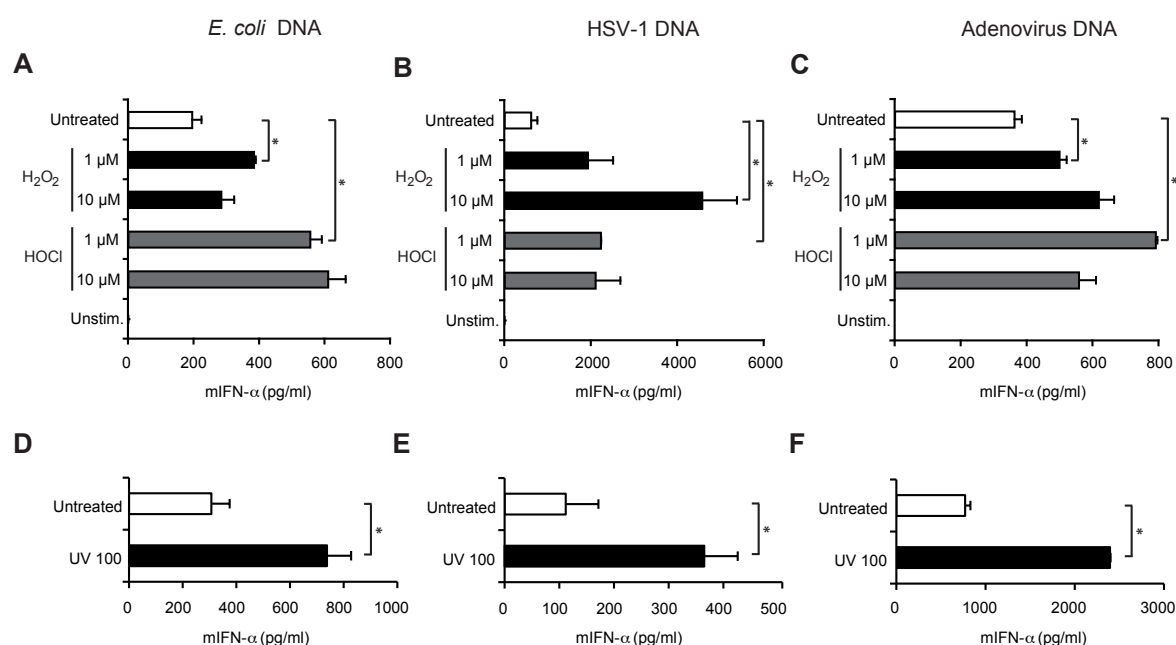 E. coli DNA
HSV-1 DNA
Adenovirus DNA
A
B
C
Untreated
H2O2
1 µM
10 µM
HOCl
1 µM
10 µM
Unstim.
*
*
0 200 400 600 800
mIFN-α (pg/ml)
Untreated
H2O2
1 µM
10 µM
HOCl
1 µM
10 µM
Unstim.
*
*
0 2000 4000 6000
mIFN-α (pg/ml)
Untreated
H2O2
1 µM
10 µM
HOCl
1 µM
10 µM
Unstim.
*
*
0 200 400 600 800
mIFN-α (pg/ml)
D
E
F
Untreated
UV 100
*
0 200 400 600 800 1000
mIFN-α (pg/ml)
Untreated
UV 100
*
0 100 200 300 400 500
mIFN-α (pg/ml)
Untreated
UV 100
*
0 1000 2000 3000
mIFN-α (pg/ml)